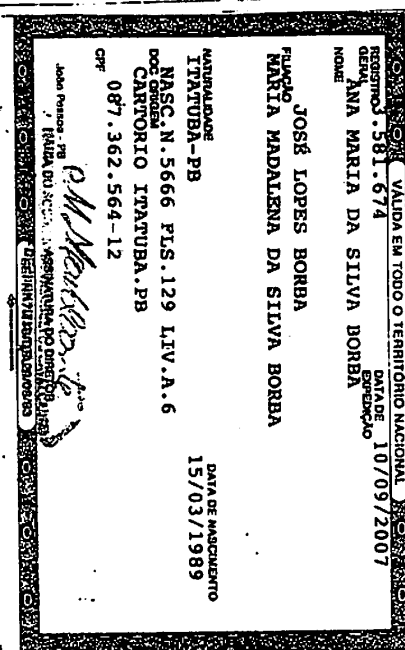 VÁLIDA EM TODO O TERRITÓRIO NACIONAL
REGISTRO GERAL 3.581.674 DATA DE EXPEDIÇÃO 10/09/2007
NOME
ANA MARIA DA SILVA BORBA
FILIAÇÃO
JOSÉ LOPES BORBA
MARIA MADALENA DA SILVA BORBA
NATURALIDADE DATA DE NASCIMENTO
ITATUBA-PB 15/03/1989
DOC ORIGEM
NASC.N.5666 FLS.129 LIV.A.6
CARTORIO ITATUBA.PB
CPF
087.362.564-12
João Pessoa - PB
ASSINATURA DO DIRETOR